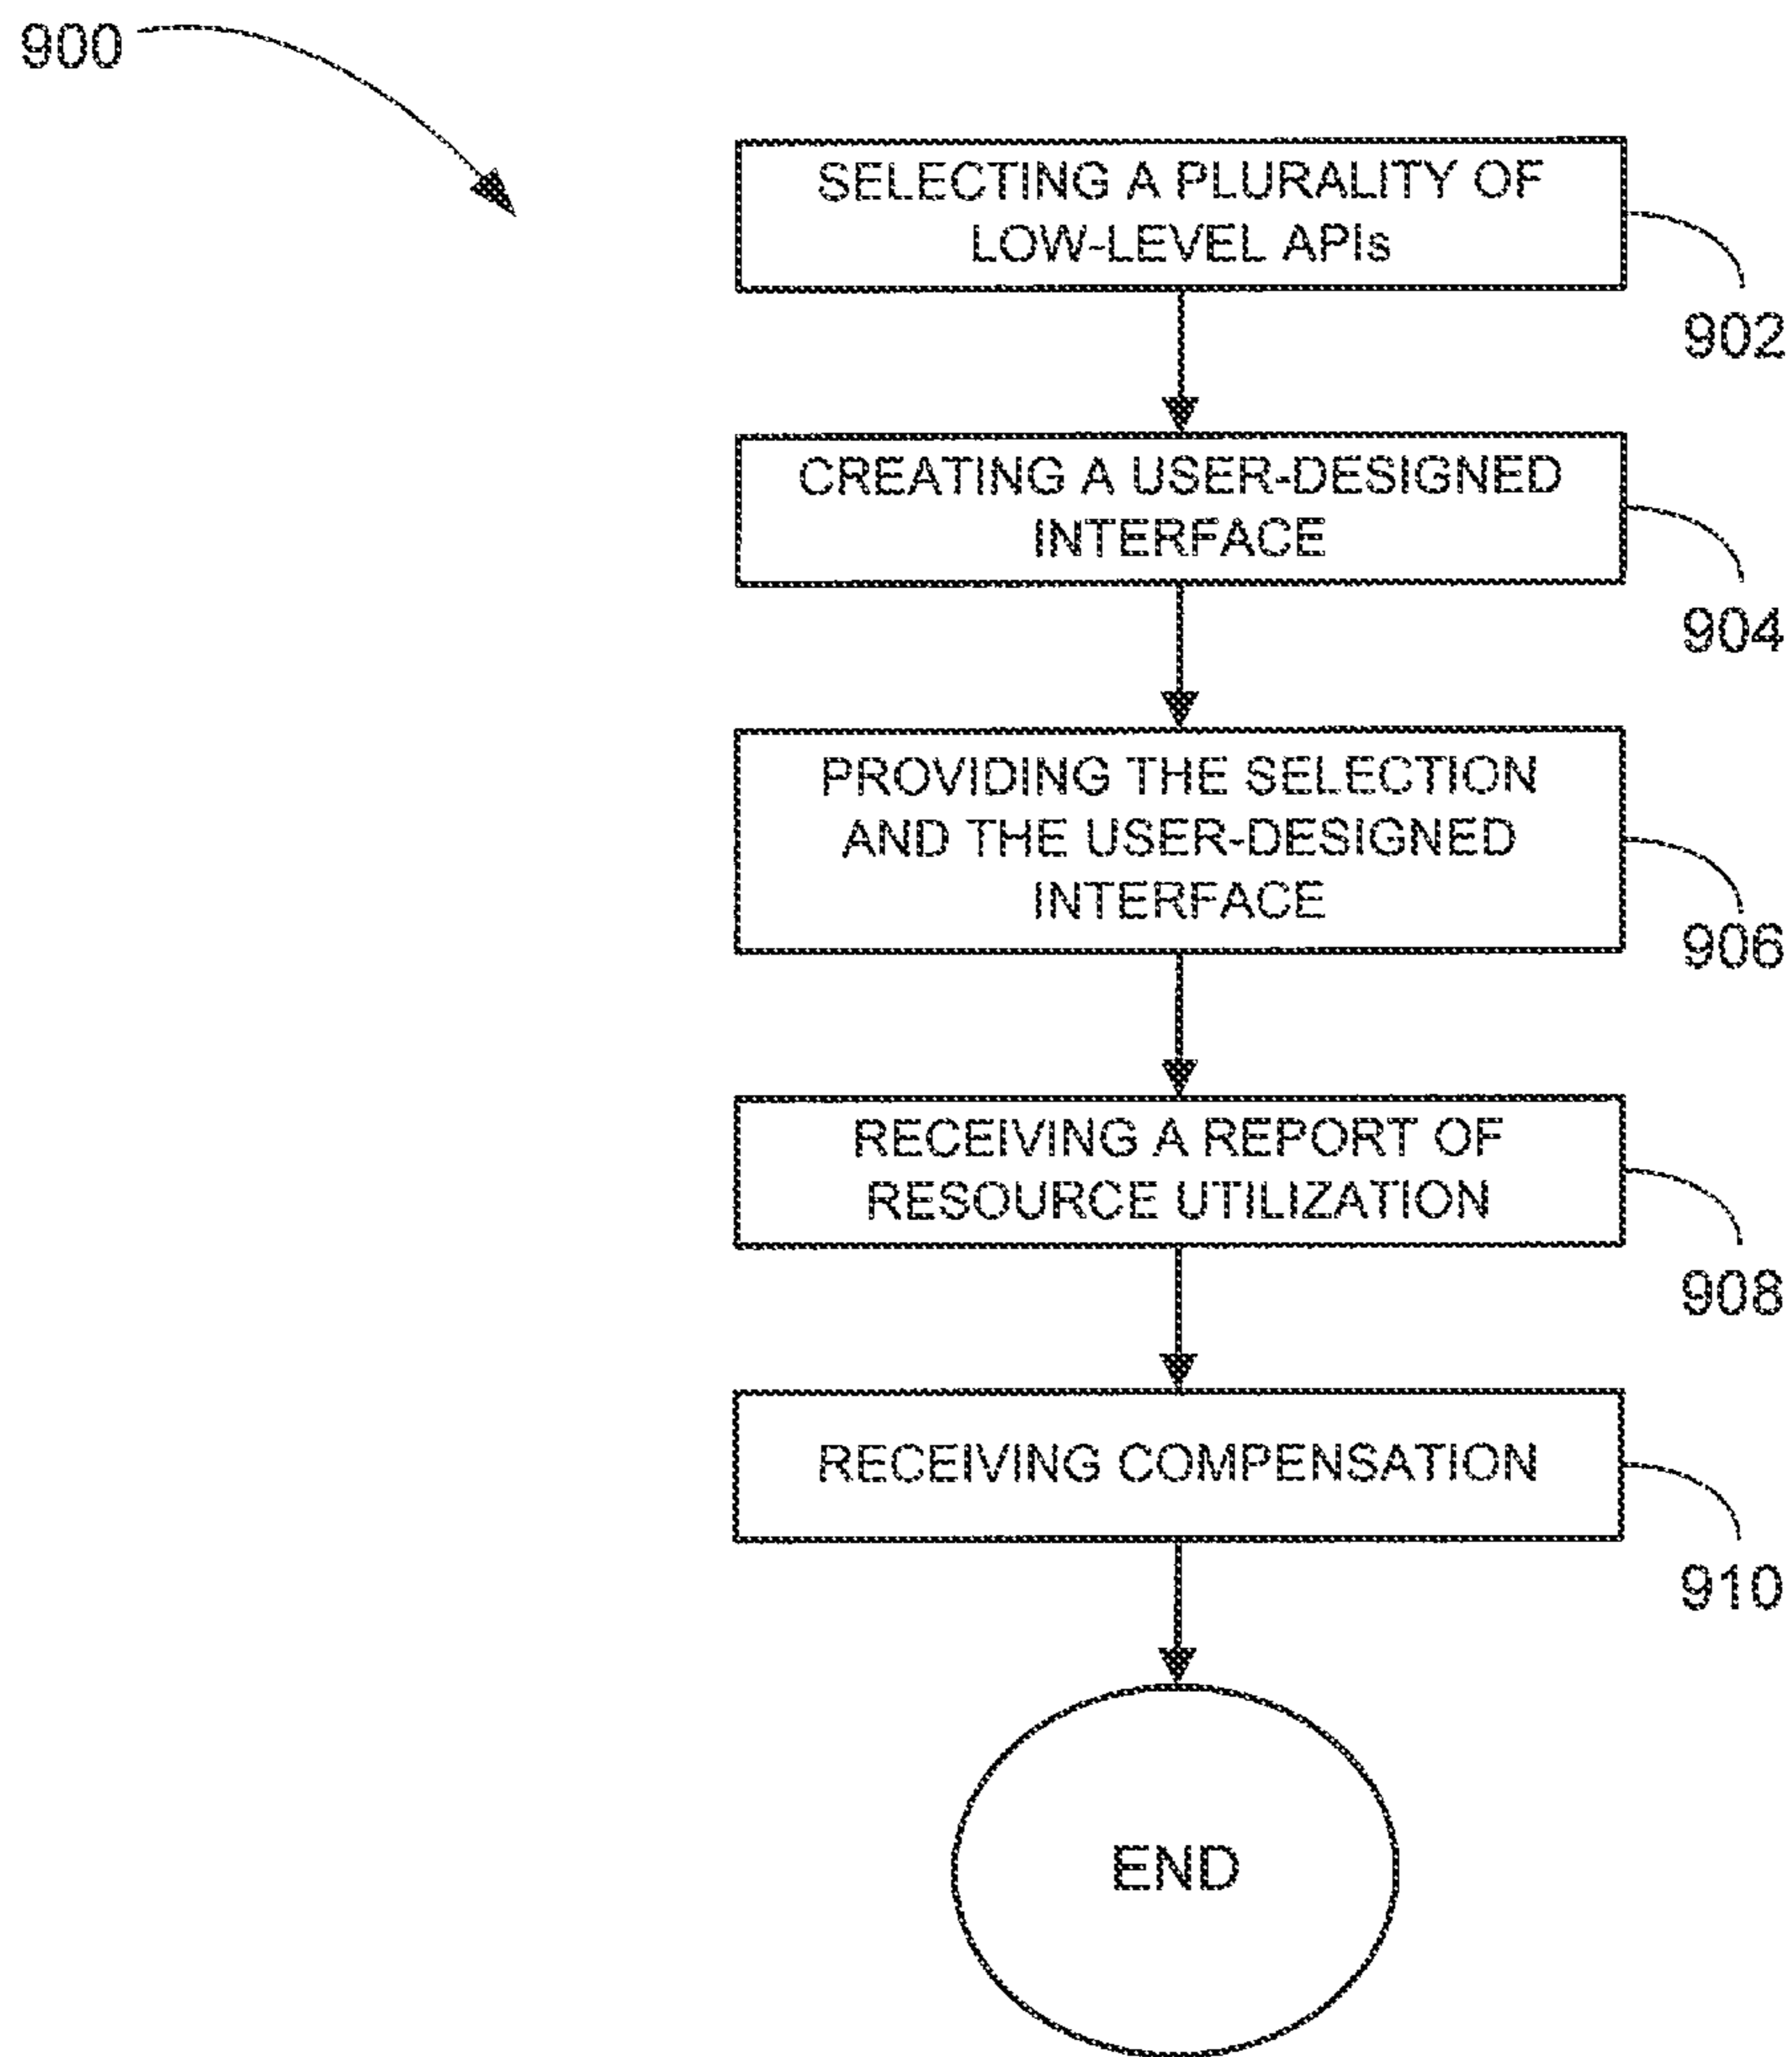 900
SELECTING A PLURALITY OF
LOW-LEVEL APIs
902
CREATING A USER-DESIGNED
INTERFACE
904
PROVIDING THE SELECTION
AND THE USER-DESIGNED
INTERFACE
906
RECEIVING A REPORT OF
RESOURCE UTILIZATION
908
RECEIVING COMPENSATION
910
END